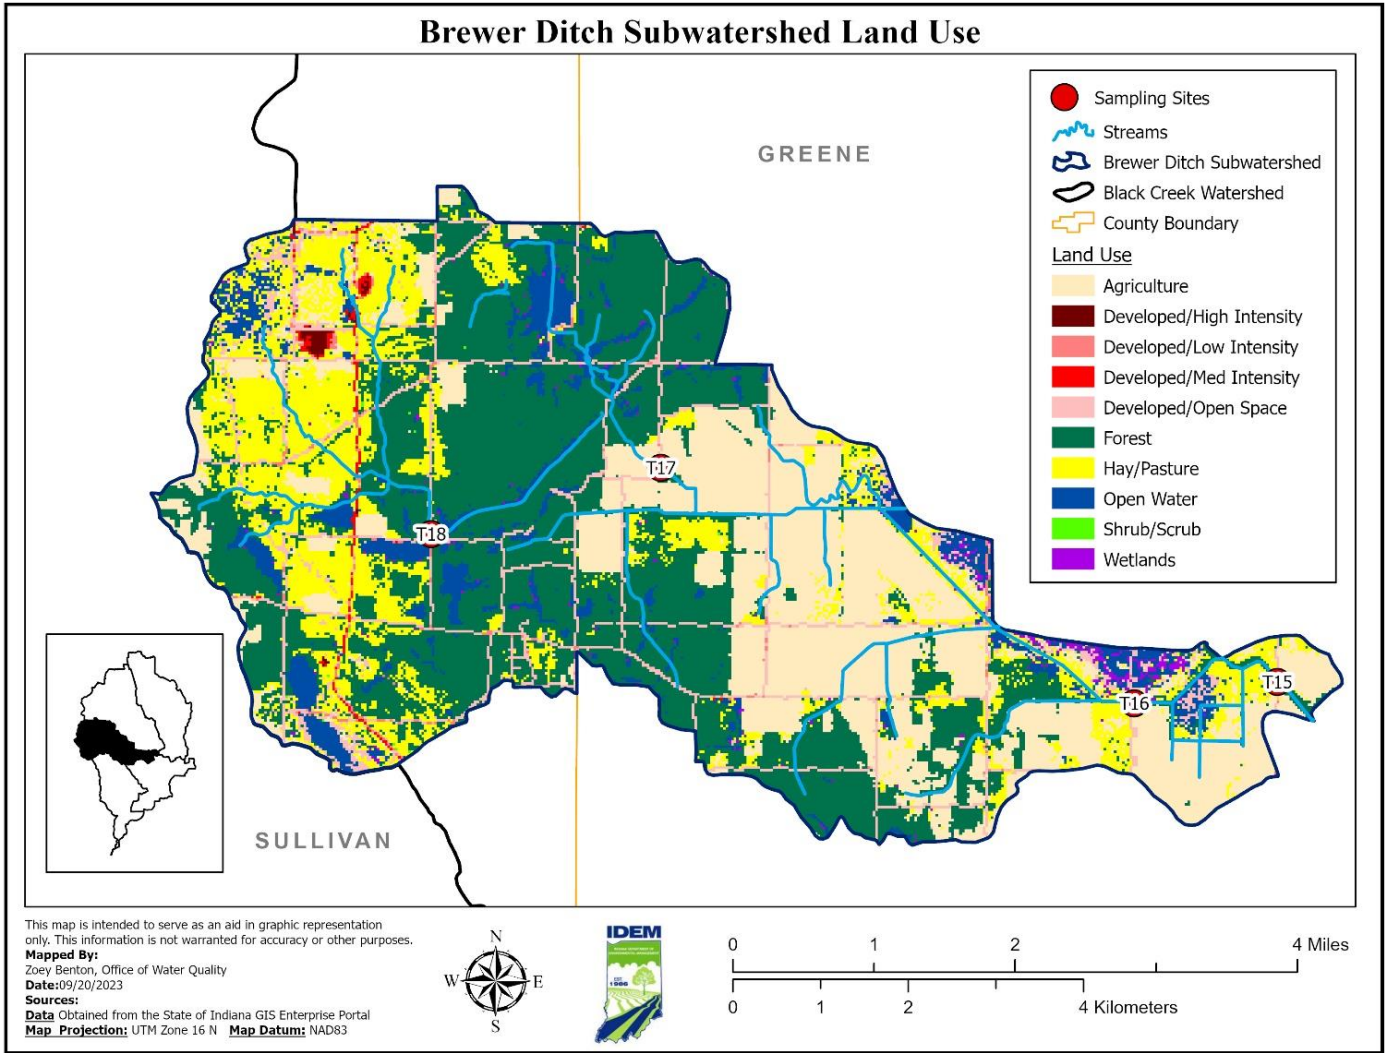 Brewer Ditch Subwatershed Land Use
GREENE
Sampling Sites
Streams
Brewer Ditch Subwatershed
Black Creek Watershed
County Boundary
Land Use
Agriculture
Developed/High Intensity
Developed/Low Intensity
Developed/Med Intensity
Developed/Open Space
Forest
Hay/Pasture
Open Water
Shrub/Scrub
Wetlands
T17
T18
T15
T16
SULLIVAN
This map is intended to serve as an aid in graphic representation
only. This information is not warranted for accuracy or other purposes.
Mapped By:
Zoey Benton, Office of Water Quality
Date:09/20/2023
Sources:
Data Obtained from the State of Indiana GIS Enterprise Portal
Map Projection: UTM Zone 16 N Map Datum: NAD83
N
W E
S
IDEM
EST.
1986
0 1 2 4 Miles
0 1 2 4 Kilometers